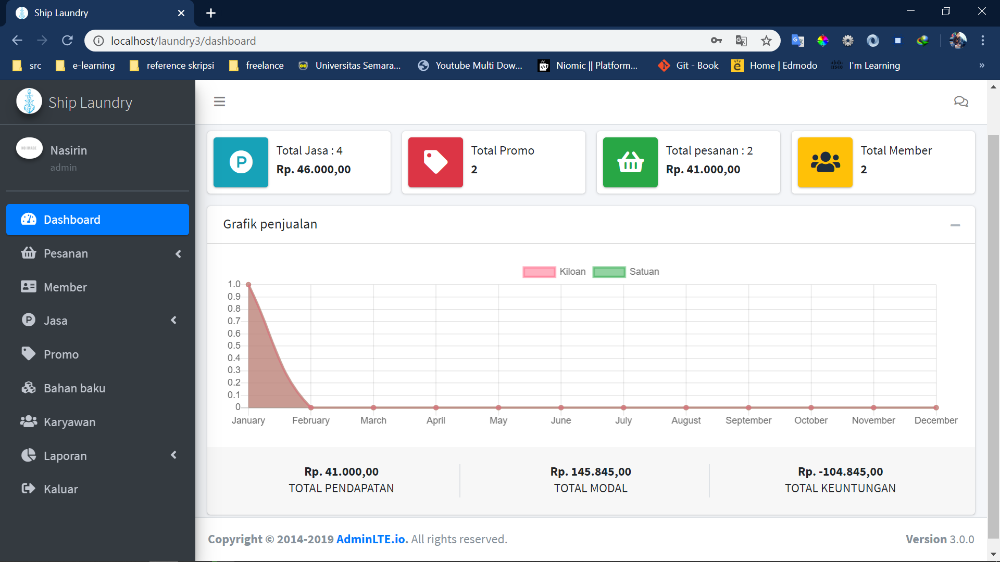 Ship Laundry
localhost/laundry3/dashboard
src
e-learning
reference skripsi
freelance
Universitas Semara...
Youtube Multi Dow...
Niomic || Platform...
Git - Book
Home | Edmodo
I'm Learning
»
Ship Laundry
NO IMAGE
Nasirin
admin
Dashboard
Pesanan
Member
Jasa
Promo
Bahan baku
Karyawan
Laporan
Kaluar
Total Jasa : 4
Rp. 46.000,00
Total Promo
2
Total pesanan : 2
Rp. 41.000,00
Total Member
2
Grafik penjualan
Kiloan
Satuan
1.0
0.9
0.8
0.7
0.6
0.5
0.4
0.3
0.2
0.1
0
January February March April May June July August September October November December
Rp. 41.000,00
TOTAL PENDAPATAN
Rp. 145.845,00
TOTAL MODAL
Rp. -104.845,00
TOTAL KEUNTUNGAN
Copyright © 2014-2019 AdminLTE.io. All rights reserved.
Version 3.0.0